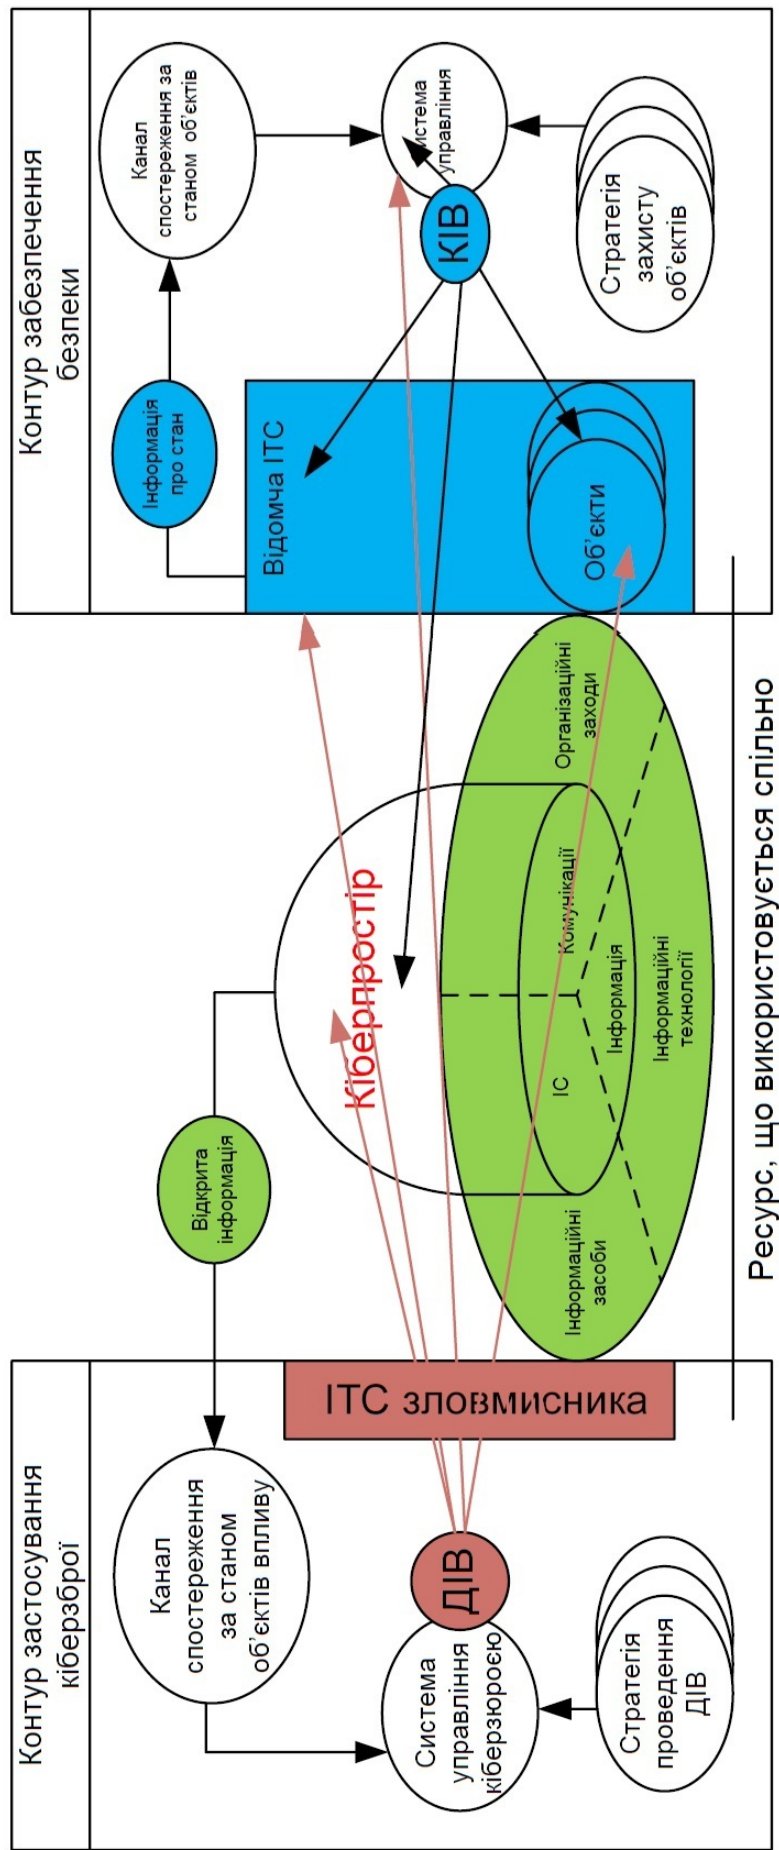 Контур застосування
кіберзброї
Канал
спостереження
за станом
об’єктів впливу
Система
управління
кіберзюроєю
ДІВ
Стратегія
проведення
ДІВ
ІТС зловмисника
Відкрита
інформація
Кіберпростір
ІС
Комунікації
Інформація
Інформаційні
засоби
Організаційні
заходи
Інформаційні
технології
Ресурс, що використовується спільно
Контур забезпечення
безпеки
Інформація
про стан
Канал
спостереження за
станом об’єктів
Відомча ІТС
Об’єкти
Система
управління
КІВ
Стратегія
захисту
об’єктів